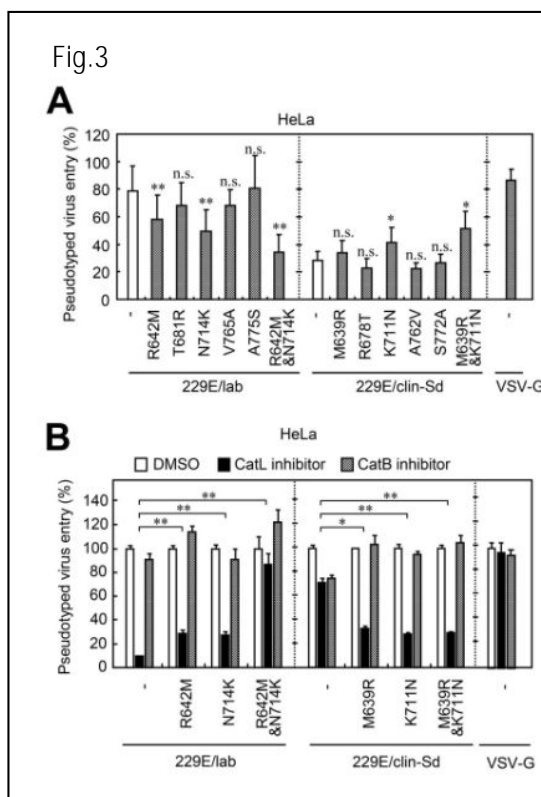 Fig.3
A
HeLa
Pseudotyped virus entry (%)
120
100
80
60
40
20
0
** n.s. ** n.s. n.s. ** n.s. n.s. * n.s. n.s. *
- R642M T681R N714K V765A A775S R642M &N714K - M639R R678T K711N A762V S772A M639R &K711N -
229E/lab 229E/clin-Sd VSV-G
B
HeLa
DMSO CatL inhibitor CatB inhibitor
Pseudotyped virus entry (%)
140
120
100
80
60
40
20
0
** **
** **
** *
- R642M N714K R642M &N714K - M639R K711N M639R &K711N -
229E/lab 229E/clin-Sd VSV-G